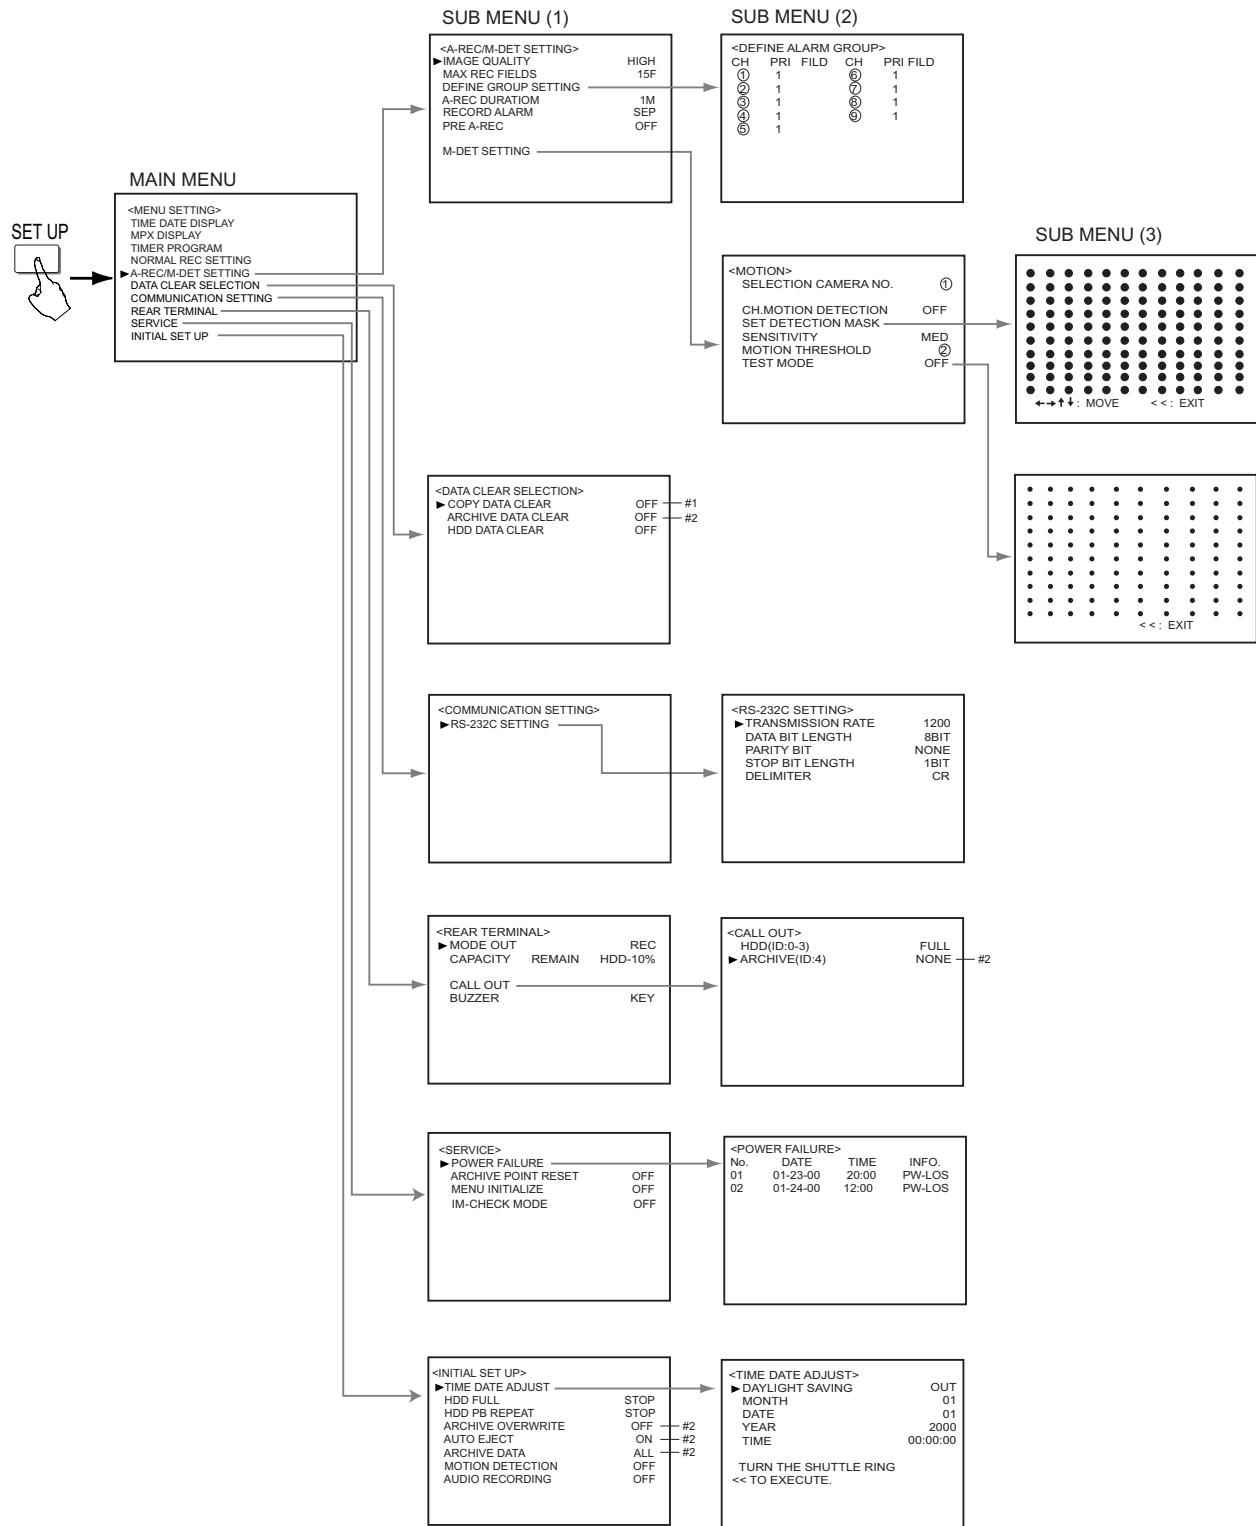 SUB MENU (1)
SUB MENU (2)
<A-REC/M-DET SETTING>
►IMAGE QUALITY HIGH
MAX REC FIELDS 15F
DEFINE GROUP SETTING
A-REC DURATIOM 1M
RECORD ALARM SEP
PRE A-REC OFF
M-DET SETTING
<DEFINE ALARM GROUP>
CH PRI FILD CH PRI FILD
① 1 ⑥ 1
② 1 ⑦ 1
③ 1 ⑧ 1
④ 1 ⑨ 1
⑤ 1
MAIN MENU
SET UP
<MENU SETTING>
TIME DATE DISPLAY
MPX DISPLAY
TIMER PROGRAM
NORMAL REC SETTING
►A-REC/M-DET SETTING
DATA CLEAR SELECTION
COMMUNICATION SETTING
REAR TERMINAL
SERVICE
INITIAL SET UP
SUB MENU (3)
<MOTION>
SELECTION CAMERA NO. ①
CH.MOTION DETECTION OFF
SET DETECTION MASK
SENSITIVITY MED
MOTION THRESHOLD ②
TEST MODE OFF
←→↑↓: MOVE <<: EXIT
<DATA CLEAR SELECTION>
►COPY DATA CLEAR OFF #1
ARCHIVE DATA CLEAR OFF #2
HDD DATA CLEAR OFF
<<: EXIT
<COMMUNICATION SETTING>
►RS-232C SETTING
<RS-232C SETTING>
►TRANSMISSION RATE 1200
DATA BIT LENGTH 8BIT
PARITY BIT NONE
STOP BIT LENGTH 1BIT
DELIMITER CR
<REAR TERMINAL>
►MODE OUT REC
CAPACITY REMAIN HDD-10%
CALL OUT
BUZZER KEY
<CALL OUT>
HDD(ID:0-3) FULL
►ARCHIVE(ID:4) NONE #2
<SERVICE>
►POWER FAILURE
ARCHIVE POINT RESET OFF
MENU INITIALIZE OFF
IM-CHECK MODE OFF
<POWER FAILURE>
No. DATE TIME INFO.
01 01-23-00 20:00 PW-LOS
02 01-24-00 12:00 PW-LOS
<INITIAL SET UP>
►TIME DATE ADJUST
HDD FULL STOP
HDD PB REPEAT STOP
ARCHIVE OVERWRITE OFF #2
AUTO EJECT ON #2
ARCHIVE DATA ALL #2
MOTION DETECTION OFF
AUDIO RECORDING OFF
<TIME DATE ADJUST>
►DAYLIGHT SAVING OUT
MONTH 01
DATE 01
YEAR 2000
TIME 00:00:00
TURN THE SHUTTLE RING
<< TO EXECUTE.